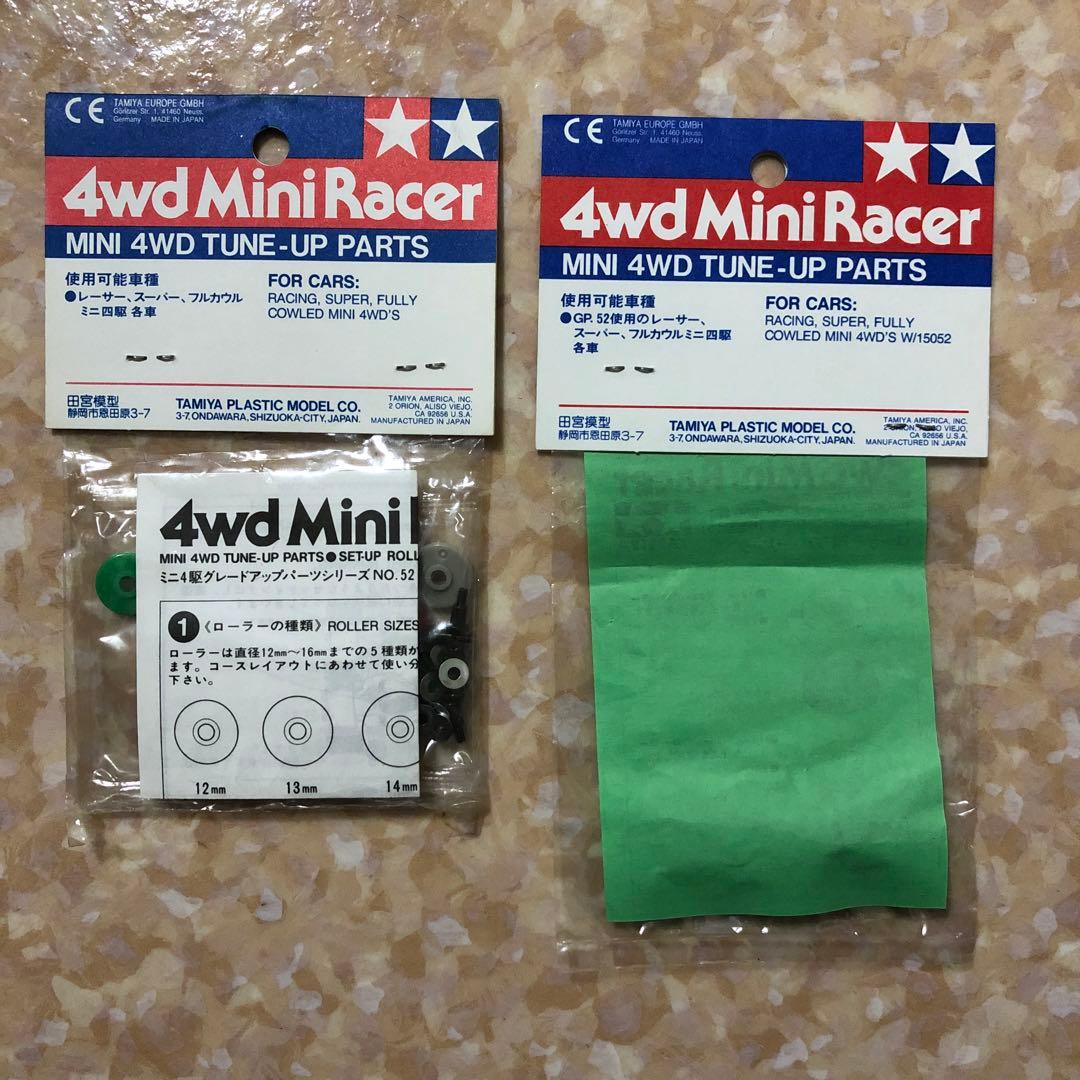 CE TAMIYA EUROPE GMBH
Görlitzer Str. 1, 41460 Neuss.
Germany MADE IN JAPAN
4wd Mini Racer
MINI 4WD TUNE-UP PARTS
使用可能車種
●レーサー、スーパー、フルカウル
ミニ四駆 各車
FOR CARS:
RACING, SUPER, FULLY
COWLED MINI 4WD'S
田宮模型
静岡市恩田原3-7
TAMIYA PLASTIC MODEL CO.
3-7, ONDAWARA, SHIZUOKA-CITY, JAPAN.
TAMIYA AMERICA, INC.
2 ORION, ALISO VIEJO,
CA 92656 U.S.A.
MANUFACTURED IN JAPAN
4wd Mini
MINI 4WD TUNE-UP PARTS●SET-UP ROLL
ミニ4駆グレードアップパーツシリーズ NO. 52
1 《ローラーの種類》 ROLLER SIZES
ローラーは直径12mm〜16mmまでの5種類が
ます。コースレイアウトにあわせて使い分
下さい。
12mm 13mm 14mm
CE TAMIYA EUROPE GMBH
Görlitzer Str. 1, 41460 Neuss.
Germany MADE IN JAPAN
4wd Mini Racer
MINI 4WD TUNE-UP PARTS
使用可能車種
●GP. 52使用のレーサー、
スーパー、フルカウルミニ四駆
各車
FOR CARS:
RACING, SUPER, FULLY
COWLED MINI 4WD'S W/15052
田宮模型
静岡市恩田原3-7
TAMIYA PLASTIC MODEL CO.
3-7, ONDAWARA, SHIZUOKA-CITY, JAPAN.
TAMIYA AMERICA, INC.
2 ORION, ALISO VIEJO,
CA 92656 U.S.A.
MANUFACTURED IN JAPAN